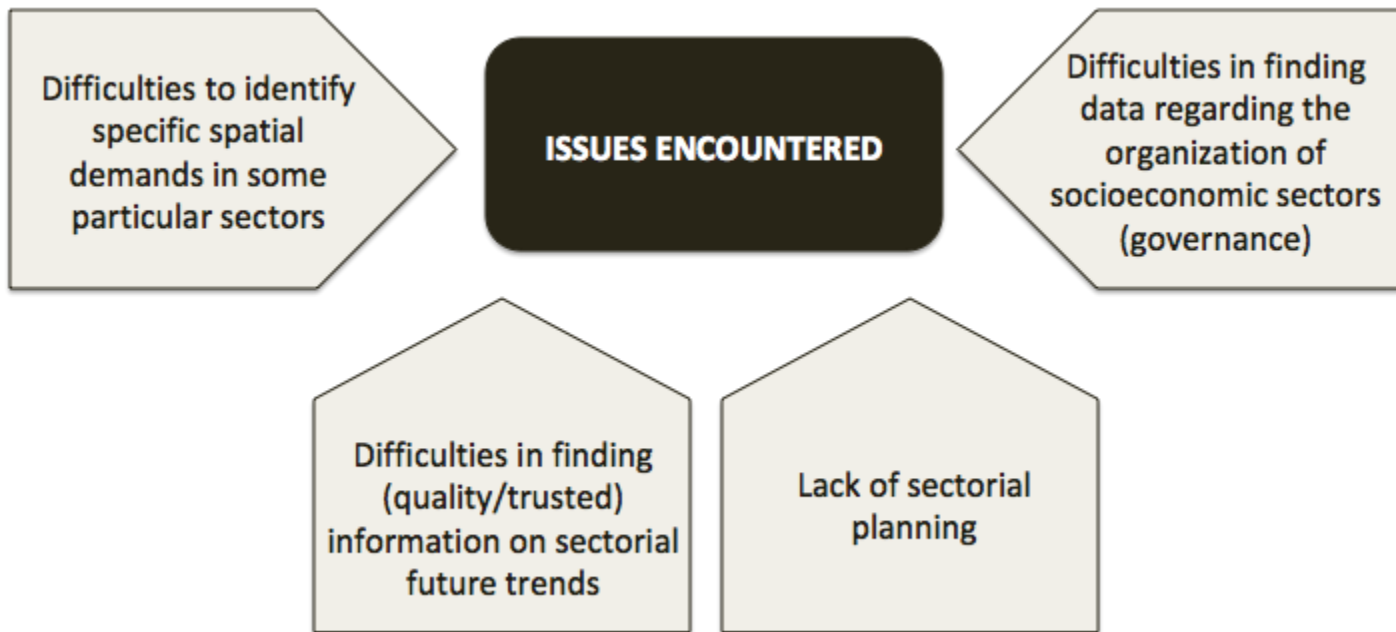 Difficulties to identify
specific spatial
demands in some
particular sectors
ISSUES ENCOUNTERED
Difficulties in finding
data regarding the
organization of
socioeconomic sectors
(governance)
Difficulties in finding
(quality/trusted)
information on sectorial
future trends
Lack of sectorial
planning